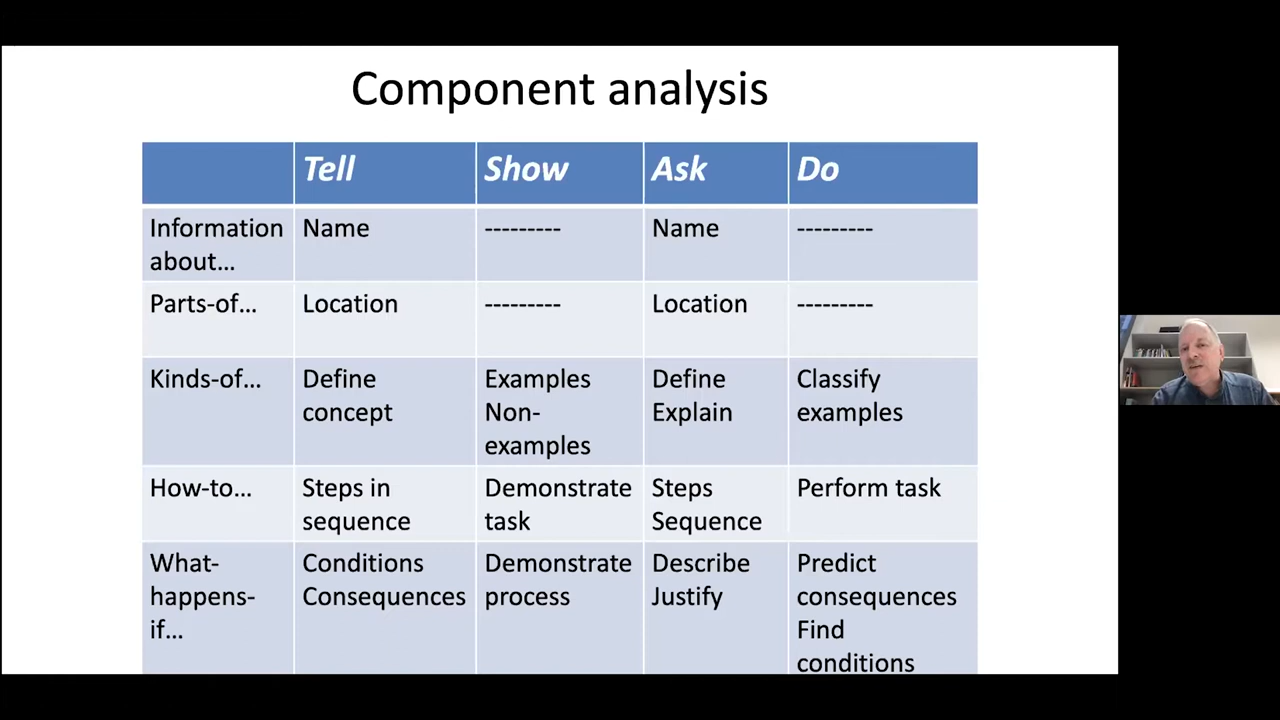 Component analysis
Tell Show Ask Do
Information about… Name --------- Name ---------
Parts-of… Location --------- Location ---------
Kinds-of… Define concept Examples Non-examples Define Explain Classify examples
How-to… Steps in sequence Demonstrate task Steps Sequence Perform task
What-happens-if… Conditions Consequences Demonstrate process Describe Justify Predict consequences Find conditions